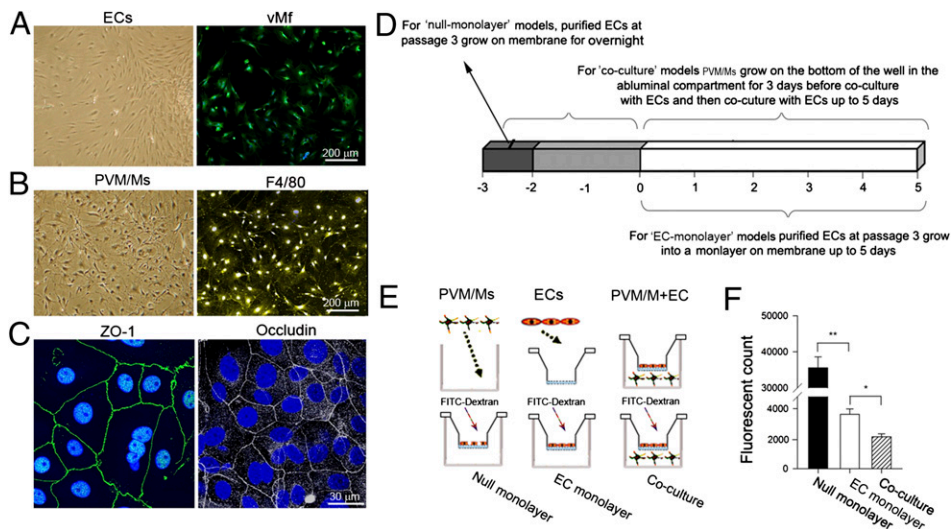 A
ECs
vMf
200 μm
B
PVM/Ms
F4/80
200 μm
C
ZO-1
Occludin
30 μm
D
For 'null-monolayer' models, purified ECs at
passage 3 grow on membrane for overnight
For 'co-culture' models PVM/Ms grow on the bottom of the well in the
abluminal compartment for 3 days before co-culture
with ECs and then co-cuture with ECs up to 5 days
-3 -2 -1 0 1 2 3 4 5
For 'EC-monolayer' models purified ECs at passage 3 grow
into a monlayer on membrane up to 5 days
E
PVM/Ms ECs PVM/M+EC
FITC-Dextran FITC-Dextran FITC-Dextran
Null monolayer
EC monolayer
Co-culture
F
Fluorescent count
50000
40000
30000
4000
2000
0
**
*
Null monolayer
EC monolayer
Co-culture